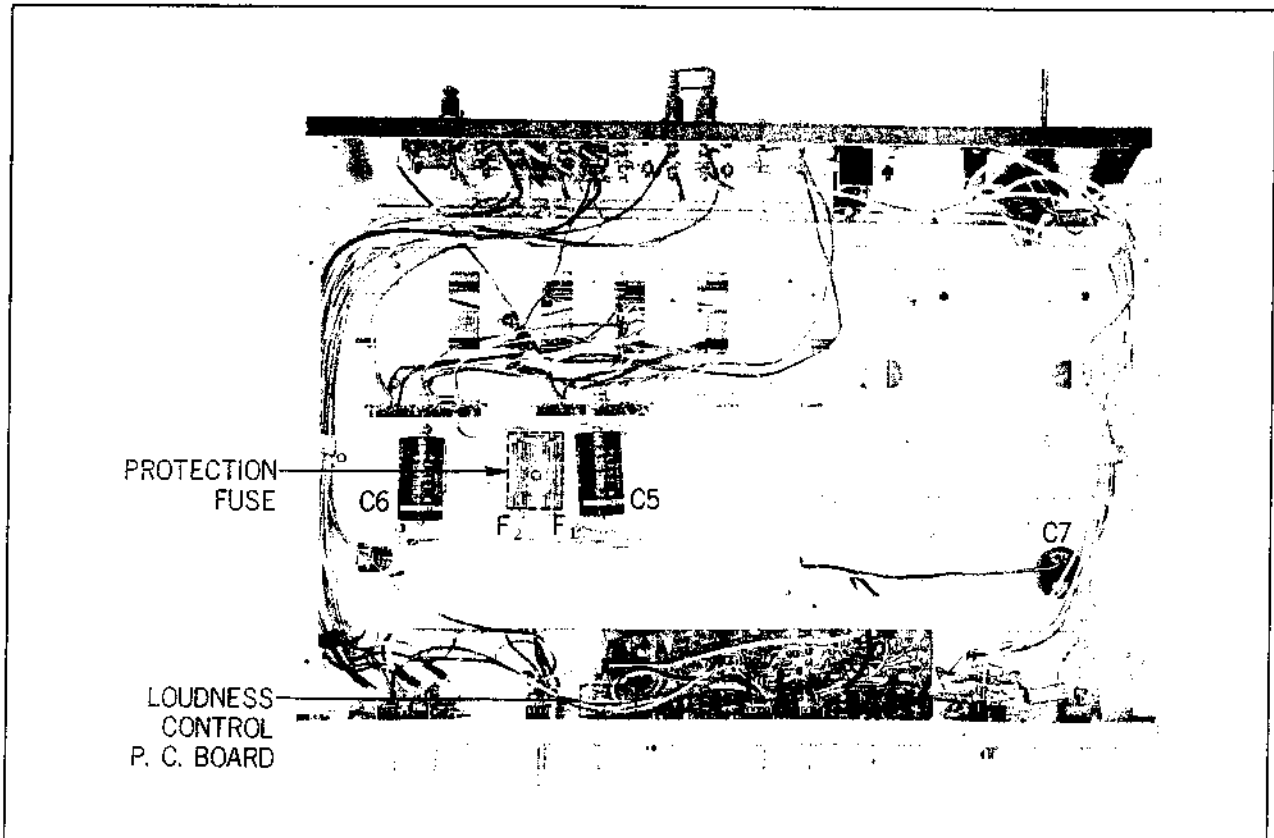 PROTECTION
FUSE
C6
F₂
F₁
C5
C7
LOUDNESS
CONTROL
P. C. BOARD